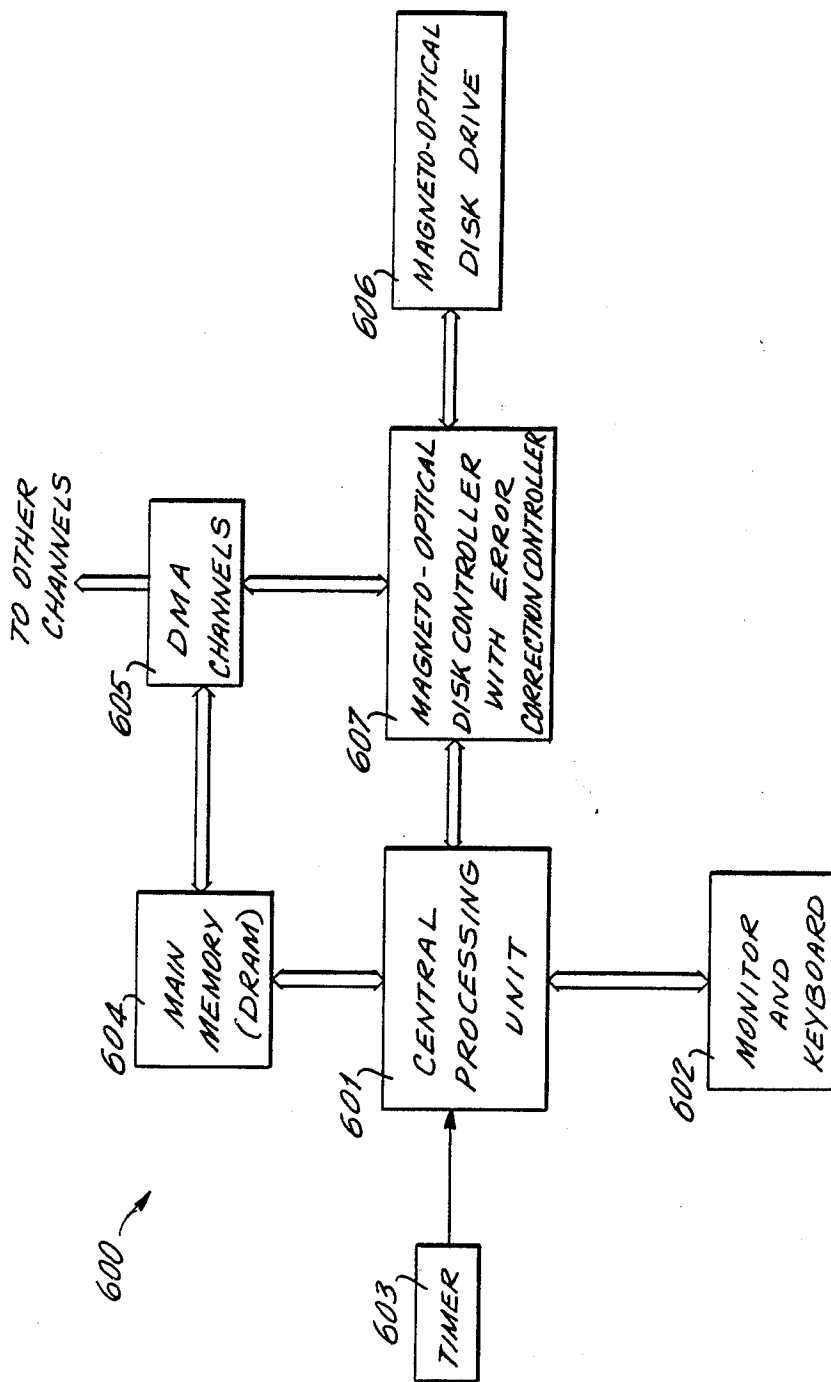 600
TO OTHER
CHANNELS
604
MAIN
MEMORY
(DRAM)
605
DMA
CHANNELS
603
TIMER
601
CENTRAL
PROCESSING
UNIT
607
MAGNETO-OPTICAL
DISK CONTROLLER
WITH ERROR
CORRECTION CONTROLLER
606
MAGNETO-OPTICAL
DISK DRIVE
602
MONITOR
AND
KEYBOARD